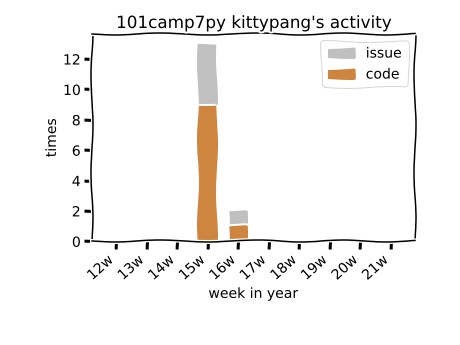 101camp7py kittypang's activity
issue
code
times
12
10
8
6
4
2
0
12w 13w 14w 15w 16w 17w 18w 19w 20w 21w
week in year